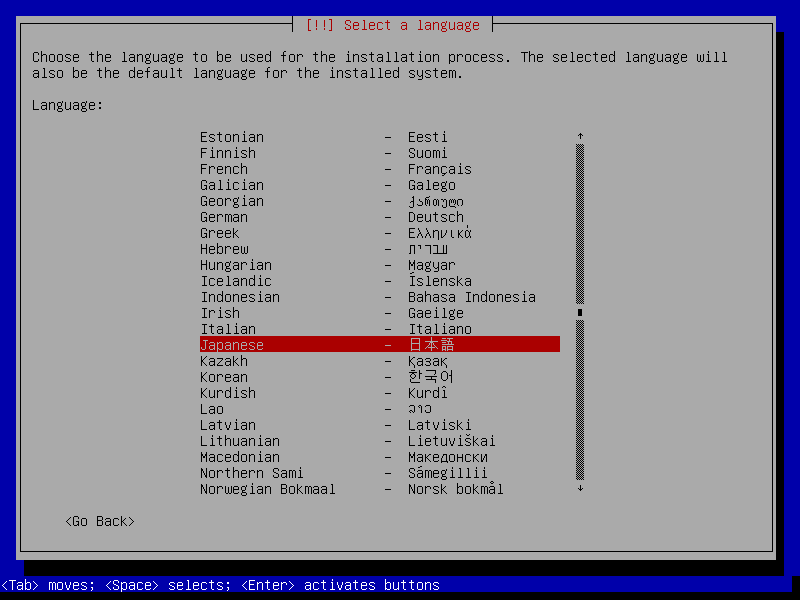 [!!] Select a language
Choose the language to be used for the installation process. The selected language will
also be the default language for the installed system.
Language:
Estonian - Eesti ↑
Finnish - Suomi
French - Français
Galician - Galego
Georgian - ქართული
German - Deutsch
Greek - Ελληνικά
Hebrew - עברית
Hungarian - Magyar
Icelandic - Íslenska
Indonesian - Bahasa Indonesia
Irish - Gaeilge
Italian - Italiano
Japanese - 日本語
Kazakh - Қазақ
Korean - 한국어
Kurdish - Kurdî
Lao - ລາວ
Latvian - Latviski
Lithuanian - Lietuviškai
Macedonian - Македонски
Northern Sami - Sámegillii
Norwegian Bokmaal - Norsk bokmål ↓
<Go Back>
<Tab> moves; <Space> selects; <Enter> activates buttons